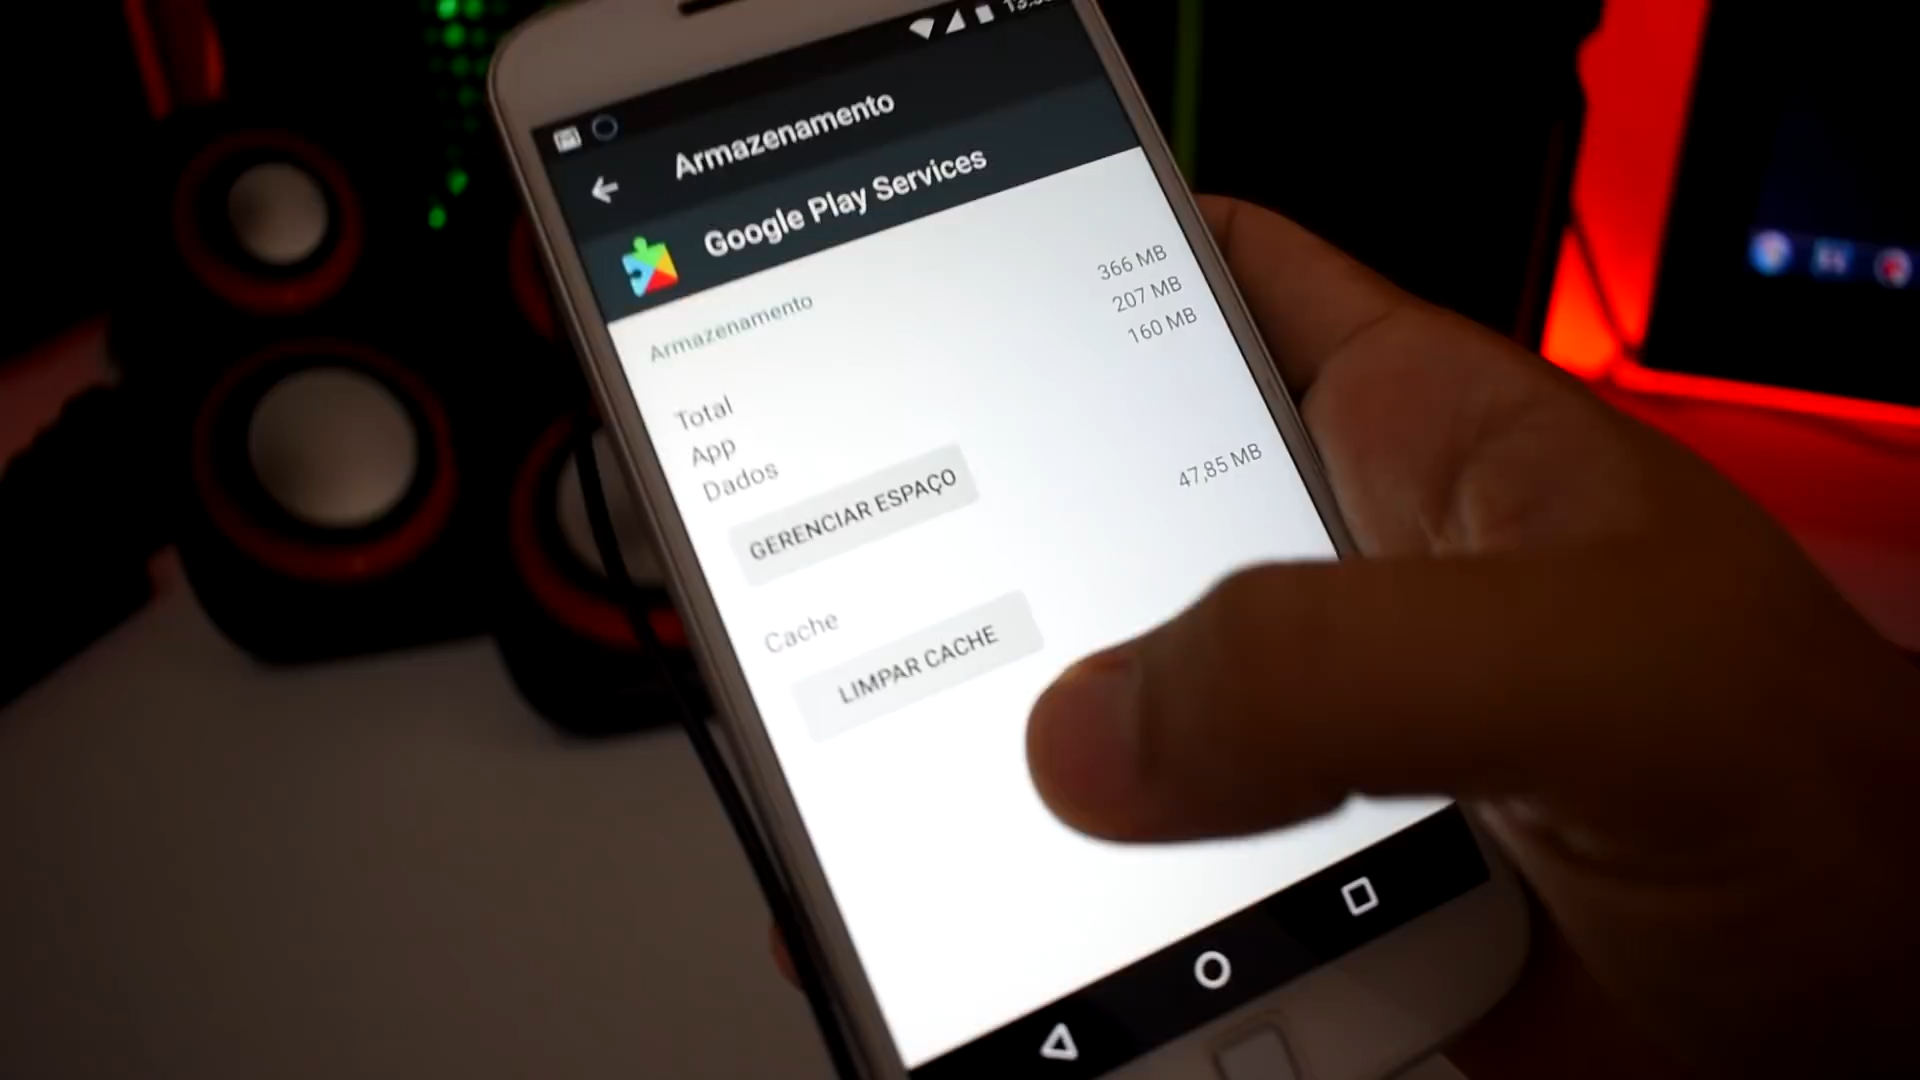 Armazenamento
Google Play Services
Armazenamento
Total 366 MB
App 207 MB
Dados 160 MB
GERENCIAR ESPAÇO
Cache 47,85 MB
LIMPAR CACHE